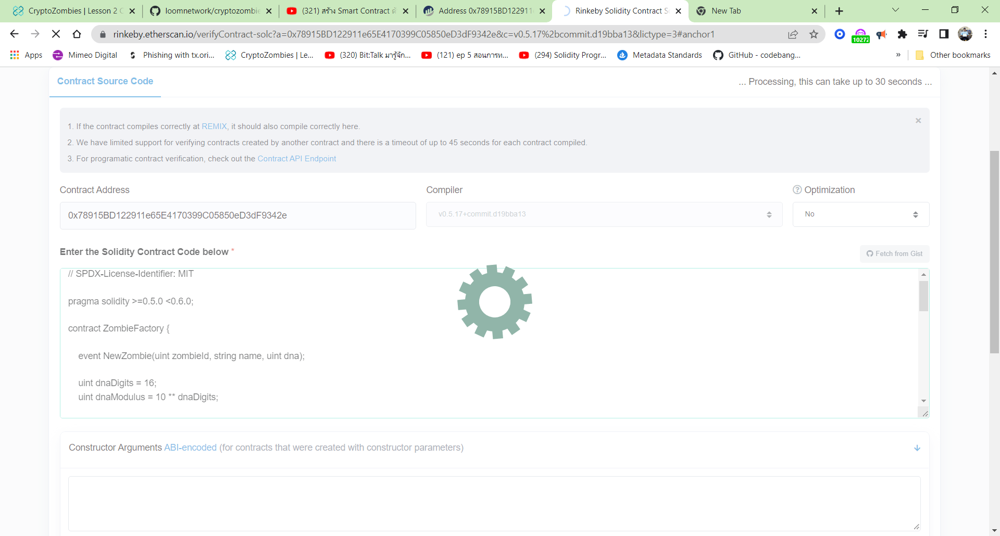 CryptoZombies | Lesson 2 C
loomnetwork/cryptozombie
(321) สร้าง Smart Contract ด้
Address 0x78915BD122911e
Rinkeby Solidity Contract S
New Tab
rinkeby.etherscan.io/verifyContract-solc?a=0x78915BD122911e65E4170399C05850eD3dF9342e&c=v0.5.17%2bcommit.d19bba13&lictype=3#anchor1
10272
Apps
Mimeo Digital
Phishing with tx.ori...
CryptoZombies | Le...
(320) Bit:Talk มารู้จัก...
(121) ep 5 สอนการท...
(294) Solidity Progr...
Metadata Standards
GitHub - codebang...
»
Other bookmarks
Contract Source Code
... Processing, this can take up to 30 seconds ...
1. If the contract compiles correctly at REMIX, it should also compile correctly here.
2. We have limited support for verifying contracts created by another contract and there is a timeout of up to 45 seconds for each contract compiled.
3. For programatic contract verification, check out the Contract API Endpoint
Contract Address
Compiler
Optimization
0x78915BD122911e65E4170399C05850eD3dF9342e
v0.5.17+commit.d19bba13
No
Enter the Solidity Contract Code below *
Fetch from Gist
// SPDX-License-Identifier: MIT
pragma solidity >=0.5.0 <0.6.0;
contract ZombieFactory {
event NewZombie(uint zombieId, string name, uint dna);
uint dnaDigits = 16;
uint dnaModulus = 10 ** dnaDigits;
Constructor Arguments ABI-encoded (for contracts that were created with constructor parameters)